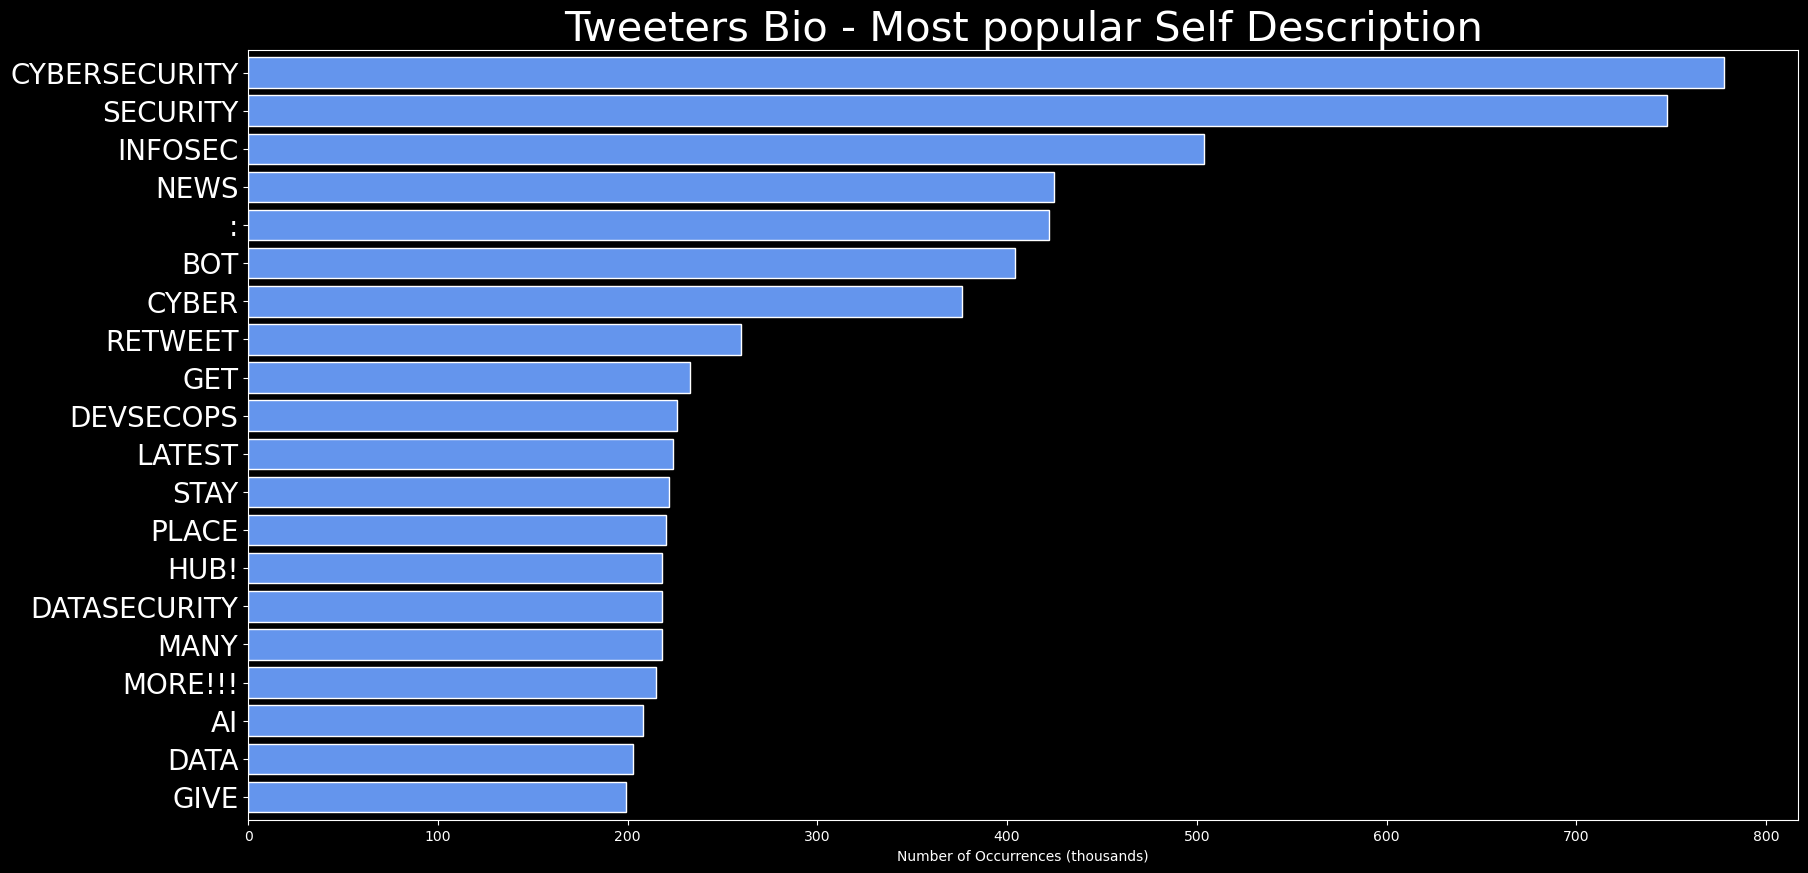 Tweeters Bio - Most popular Self Description
CYBERSECURITY
SECURITY
INFOSEC
NEWS
:
BOT
CYBER
RETWEET
GET
DEVSECOPS
LATEST
STAY
PLACE
HUB!
DATASECURITY
MANY
MORE!!!
AI
DATA
GIVE
0 100 200 300 400 500 600 700 800
Number of Occurrences (thousands)